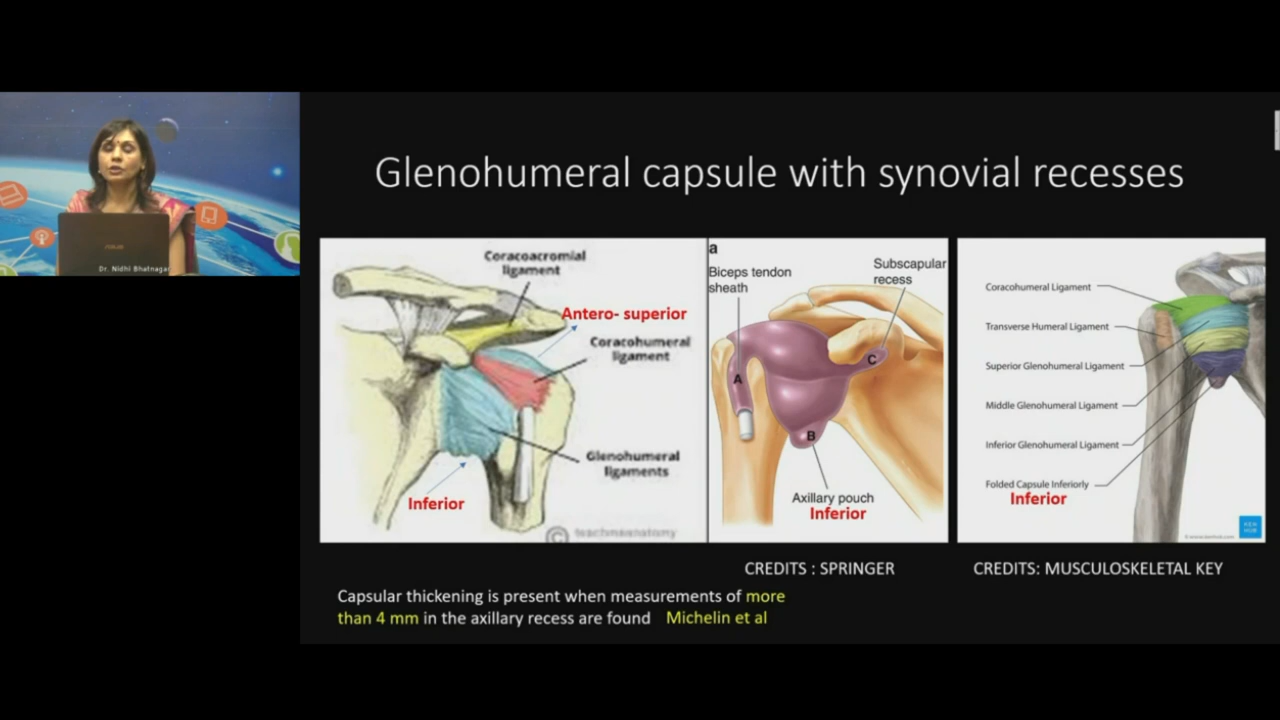 Glenohumeral capsule with synovial recesses
Dr. Nidhi Bhatnagar
Coracoacromial
ligament
Antero- superior
Coracohumeral
ligament
Glenohumeral
ligaments
Inferior
© teachmeanatomy
a
Biceps tendon
sheath
Subscapular
recess
A
C
B
Axillary pouch
Inferior
Coracohumeral Ligament
Transverse Humeral Ligament
Superior Glenohumeral Ligament
Middle Glenohumeral Ligament
Inferior Glenohumeral Ligament
Folded Capsule Inferiorly
Inferior
KEN
HUB
CREDITS : SPRINGER
CREDITS: MUSCULOSKELETAL KEY
Capsular thickening is present when measurements of more
than 4 mm in the axillary recess are found Michelin et al